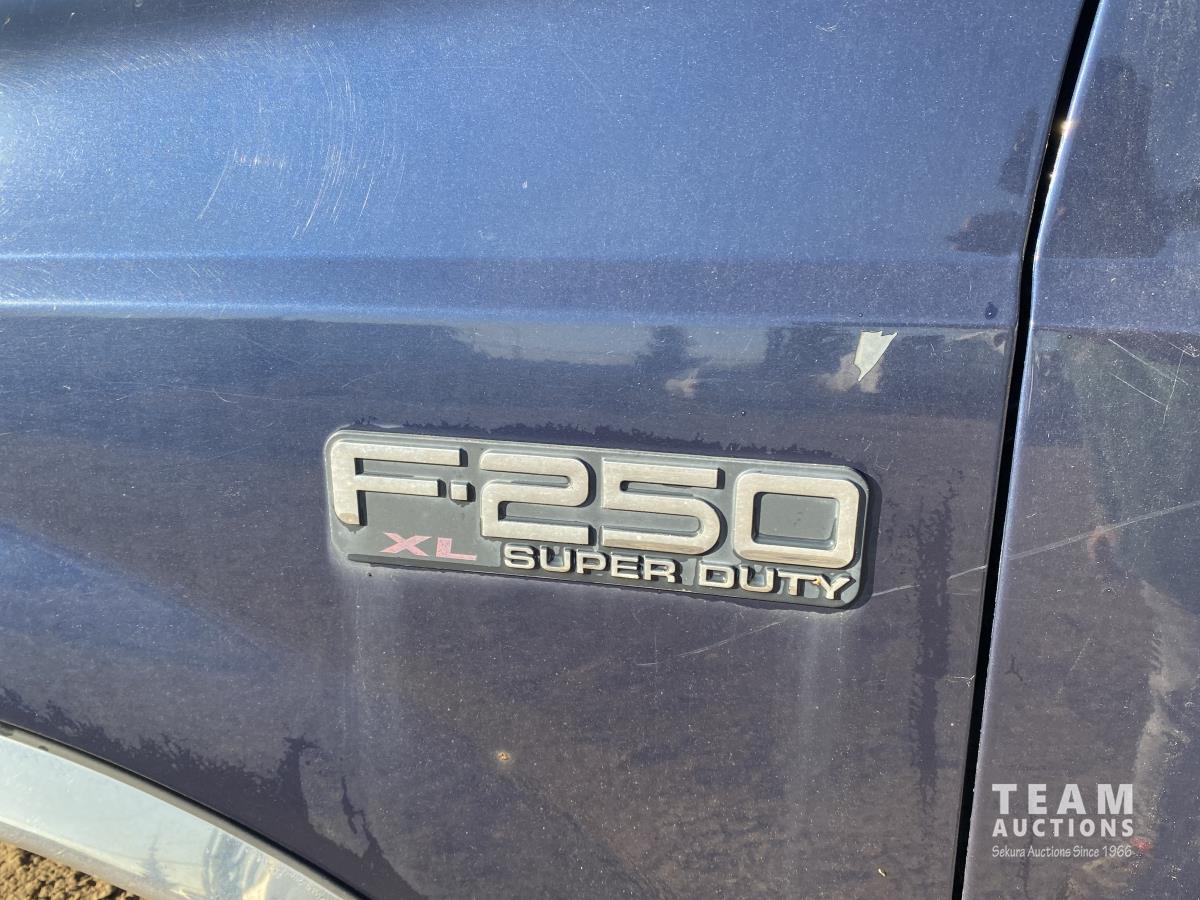 F-250
XL SUPER DUTY
TEAM
AUCTIONS
Sekura Auctions Since 1966